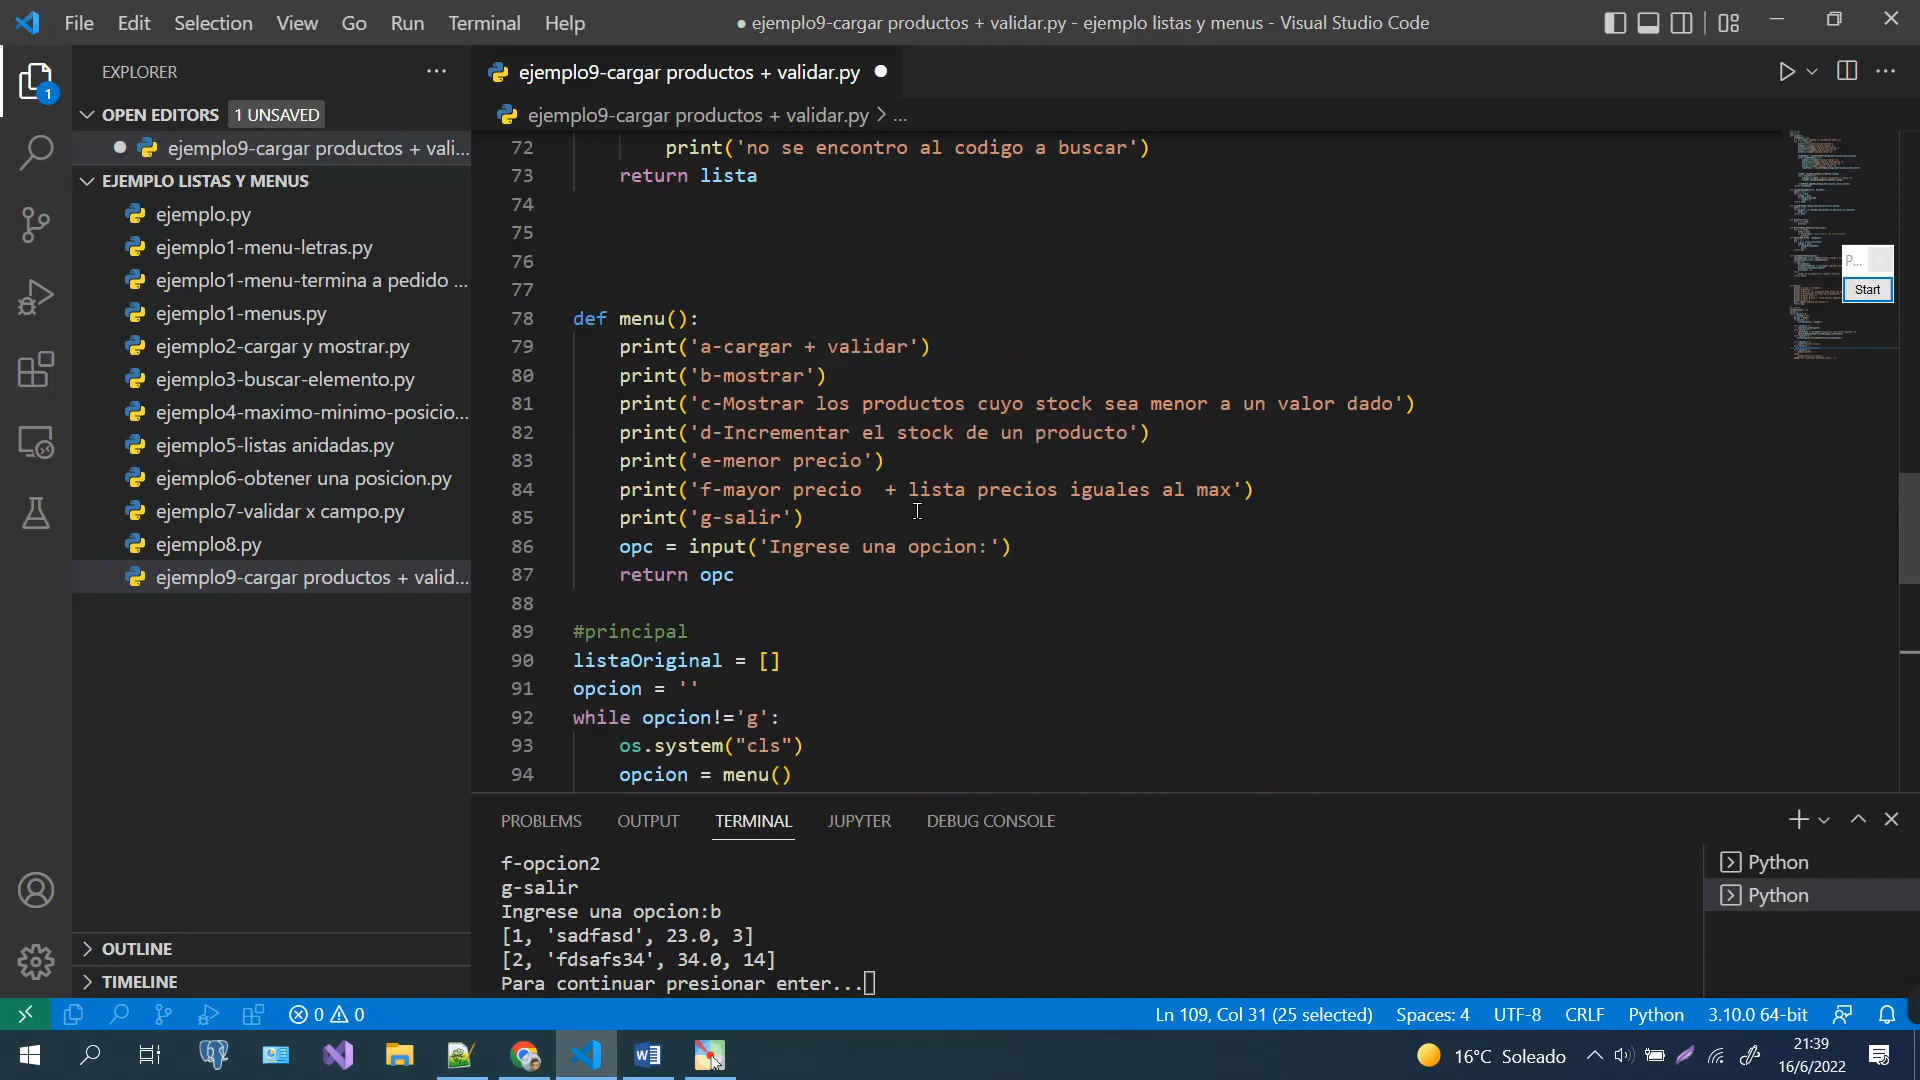 File Edit Selection View Go Run Terminal Help
● ejemplo9-cargar productos + validar.py - ejemplo listas y menus - Visual Studio Code
EXPLORER
OPEN EDITORS 1 UNSAVED
ejemplo9-cargar productos + vali...
EJEMPLO LISTAS Y MENUS
ejemplo.py
ejemplo1-menu-letras.py
ejemplo1-menu-termina a pedido ...
ejemplo1-menus.py
ejemplo2-cargar y mostrar.py
ejemplo3-buscar-elemento.py
ejemplo4-maximo-minimo-posicio...
ejemplo5-listas anidadas.py
ejemplo6-obtener una posicion.py
ejemplo7-validar x campo.py
ejemplo8.py
ejemplo9-cargar productos + valid...
OUTLINE
TIMELINE
1
ejemplo9-cargar productos + validar.py
ejemplo9-cargar productos + validar.py > ...
72 print('no se encontro al codigo a buscar')
73 return lista
74
75
76
77
78 def menu():
79 print('a-cargar + validar')
80 print('b-mostrar')
81 print('c-Mostrar los productos cuyo stock sea menor a un valor dado')
82 print('d-Incrementar el stock de un producto')
83 print('e-menor precio')
84 print('f-mayor precio  + lista precios iguales al max')
85 print('g-salir')
86 opc = input('Ingrese una opcion:')
87 return opc
88
89 #principal
90 listaOriginal = []
91 opcion = ''
92 while opcion!='g':
93 os.system("cls")
94 opcion = menu()
P...
Start
PROBLEMS OUTPUT TERMINAL JUPYTER DEBUG CONSOLE
f-opcion2
g-salir
Ingrese una opcion:b
[1, 'sadfasd', 23.0, 3]
[2, 'fdsafs34', 34.0, 14]
Para continuar presionar enter...
Python
Python
0 0
Ln 109, Col 31 (25 selected) Spaces: 4 UTF-8 CRLF Python 3.10.0 64-bit
16°C Soleado
21:39
16/6/2022